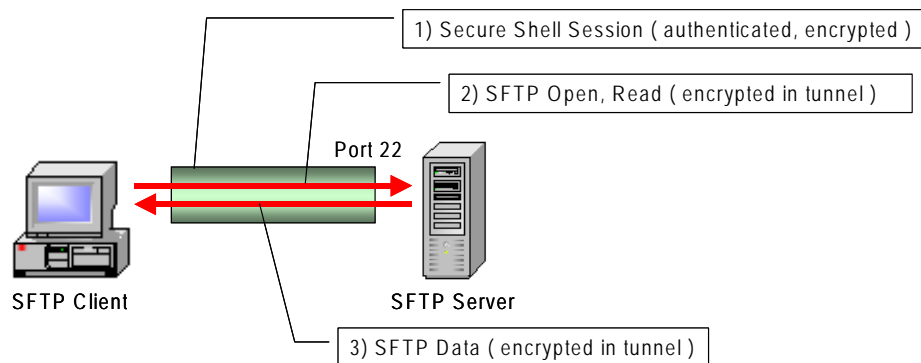 1) Secure Shell Session ( authenticated, encrypted )
2) SFTP Open, Read ( encrypted in tunnel )
Port 22
SFTP Client
SFTP Server
3) SFTP Data ( encrypted in tunnel )